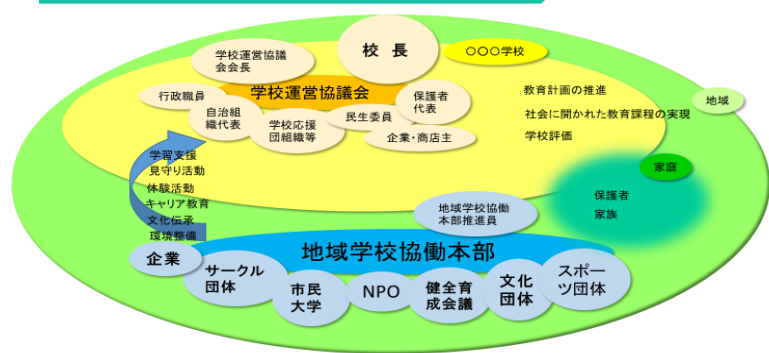 校 長
〇〇〇学校
学校運営協議
会会長
学校運営協議会
行政職員
自治組
織代表
学校応援
団組織等
民生委員
保護者
代表
企業・商店主
教育計画の推進
社会に開かれた教育課程の実現
学校評価
地域
家庭
保護者
家族
学習支援
見守り活動
体験活動
キャリア教育
文化伝承
環境整備
地域学校協働
本部推進員
地域学校協働本部
企業
サークル
団体
市民
大学
NPO
健全育
成会議
文化
団体
スポー
ツ団体